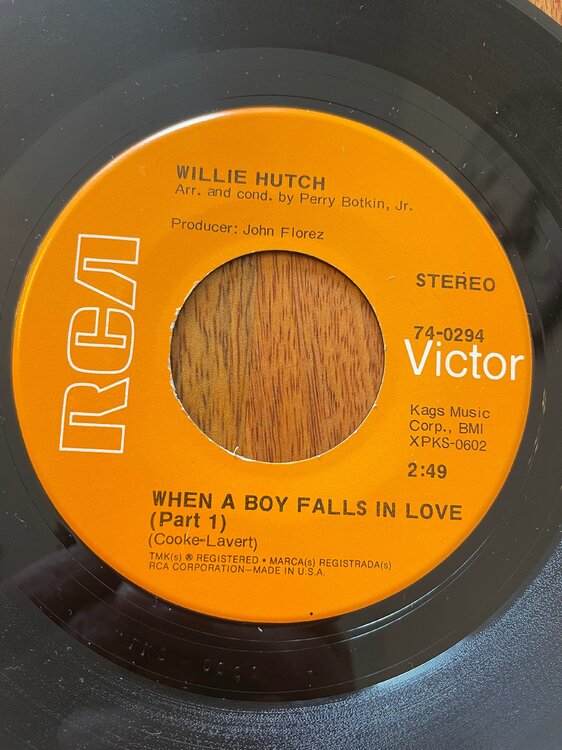 WILLIE HUTCH
Arr. and cond. by Perry Botkin, Jr.
Producer: John Florez
RCA
STEREO
74-0294
Victor
Kags Music
Corp., BMI
XPKS-0602
2:49
WHEN A BOY FALLS IN LOVE
(Part 1)
(Cooke-Lavert)
TMK(s) ® REGISTERED • MARCA(s) REGISTRADA(s)
RCA CORPORATION—MADE IN U.S.A.